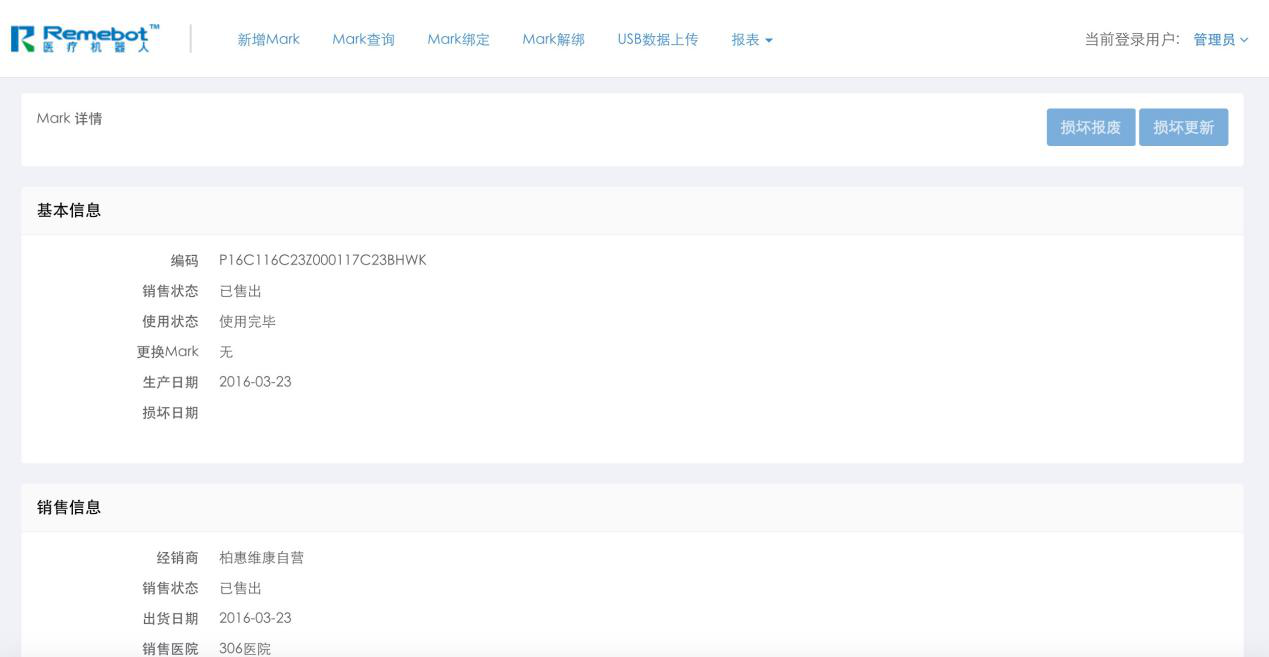 Remebot™
医疗机器人
新增Mark Mark查询 Mark绑定 Mark解绑 USB数据上传 报表 当前登录用户: 管理员
Mark 详情 损坏报废 损坏更新
基本信息
编码 P16C116C23Z000117C23BHWK
销售状态 已售出
使用状态 使用完毕
更换Mark 无
生产日期 2016-03-23
损坏日期
销售信息
经销商 柏惠维康自营
销售状态 已售出
出货日期 2016-03-23
销售医院 306医院